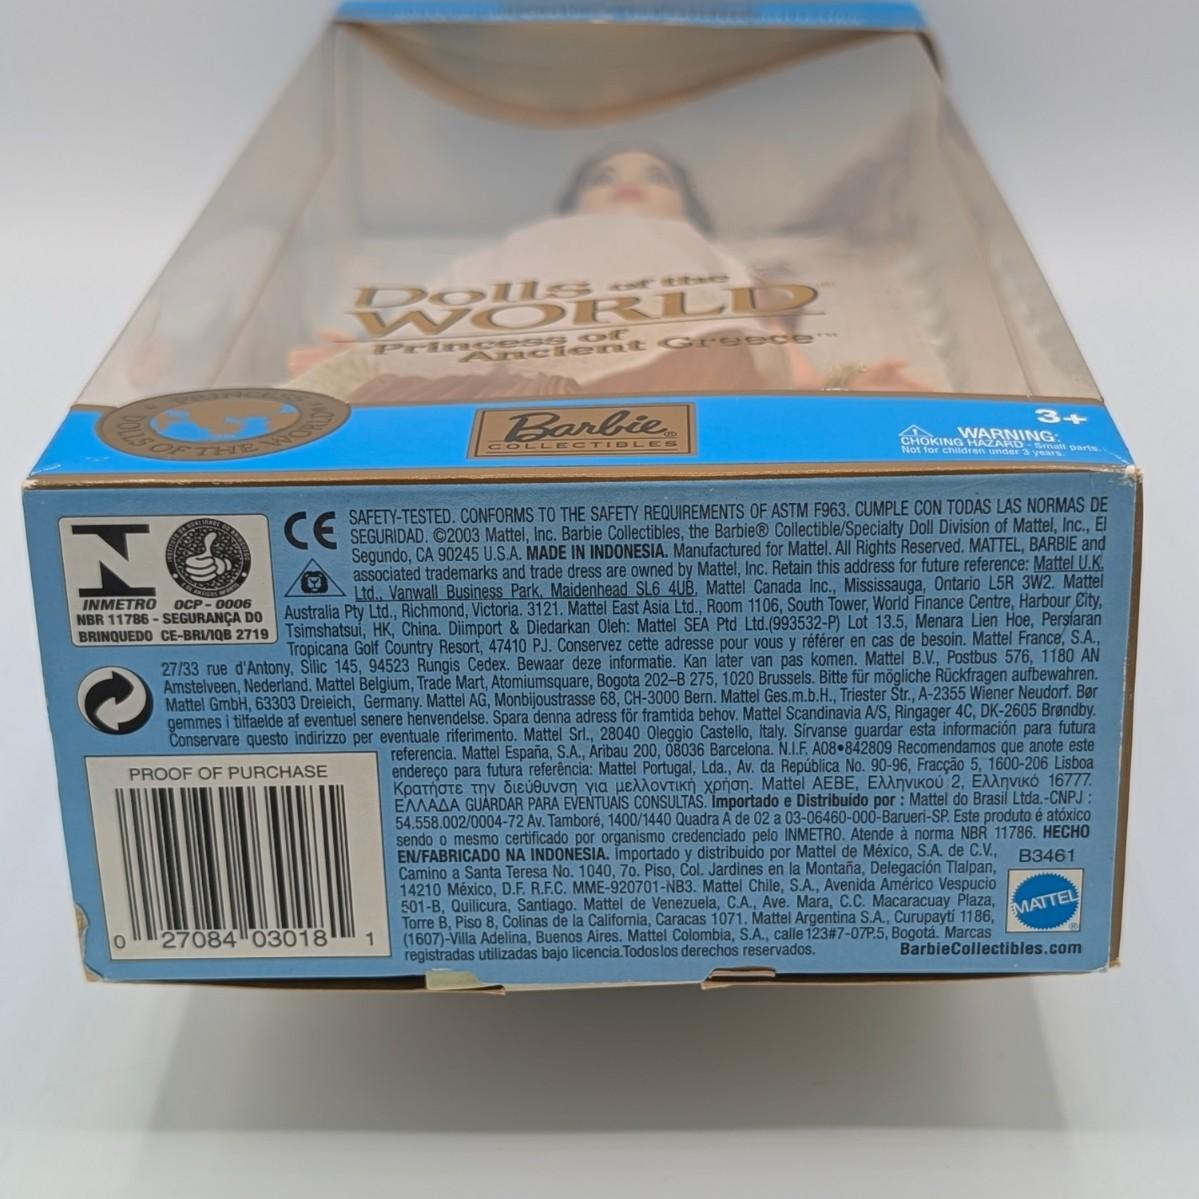 Dolls of the
WORLD®
Princess of
Ancient Greece™
PRINCESS
DOLLS OF THE WORLD
Barbie®
COLLECTIBLES
3+
WARNING:
CHOKING HAZARD - Small parts.
Not for children under 3 years.
INMETRO OCP - 0006
NBR 11786 - SEGURANÇA DO
BRINQUEDO CE-BRI/IQB 2719
CE
SAFETY-TESTED. CONFORMS TO THE SAFETY REQUIREMENTS OF ASTM F963. CUMPLE CON TODAS LAS NORMAS DE
SEGURIDAD. ©2003 Mattel, Inc. Barbie Collectibles, the Barbie® Collectible/Specialty Doll Division of Mattel, Inc., El
Segundo, CA 90245 U.S.A. MADE IN INDONESIA. Manufactured for Mattel. All Rights Reserved. MATTEL, BARBIE and
associated trademarks and trade dress are owned by Mattel, Inc. Retain this address for future reference: Mattel U.K.
Ltd., Vanwall Business Park, Maidenhead SL6 4UB. Mattel Canada Inc., Mississauga, Ontario L5R 3W2. Mattel
Australia Pty Ltd., Richmond, Victoria. 3121. Mattel East Asia Ltd., Room 1106, South Tower, World Finance Centre, Harbour City,
Tsimshatsui, HK, China. Diimport & Diedarkan Oleh: Mattel SEA Ptd Ltd.(993532-P) Lot 13.5, Menara Lien Hoe, Persiaran
Tropicana Golf Country Resort, 47410 PJ. Conservez cette adresse pour vous y référer en cas de besoin. Mattel France, S.A.,
27/33 rue d'Antony, Silic 145, 94523 Rungis Cedex. Bewaar deze informatie. Kan later van pas komen. Mattel B.V., Postbus 576, 1180 AN
Amstelveen, Nederland. Mattel Belgium, Trade Mart, Atomiumsquare, Bogota 202-B 275, 1020 Brussels. Bitte für mögliche Rückfragen aufbewahren.
Mattel GmbH, 63303 Dreieich, Germany. Mattel AG, Monbijoustrasse 68, CH-3000 Bern. Mattel Ges.m.b.H., Triester Str., A-2355 Wiener Neudorf. Bør
gemmes i tilfaelde af eventuel senere henvendelse. Spara denna adress för framtida behov. Mattel Scandinavia A/S, Ringager 4C, DK-2605 Brøndby.
Conservare questo indirizzo per eventuale riferimento. Mattel Srl., 28040 Oleggio Castello, Italy. Sírvanse guardar esta información para futura
referencia. Mattel España, S.A., Aribau 200, 08036 Barcelona. N.I.F. A08•842809 Recomendamos que anote este
endereço para futura referência: Mattel Portugal, Lda., Av. da República No. 90-96, Fracção 5, 1600-206 Lisboa
Κρατήστε την διεύθυνση για μελλοντική χρήση. Mattel AEBE, Ελληνικού 2, Ελληνικό 16777.
ΕΛΛΑΔΑ GUARDAR PARA EVENTUAIS CONSULTAS. Importado e Distribuído por : Mattel do Brasil Ltda.-CNPJ :
54.558.002/0004-72 Av. Tamboré, 1400/1440 Quadra A de 02 a 03-06460-000-Barueri-SP. Este produto é atóxico
sendo o mesmo certificado por organismo credenciado pelo INMETRO. Atende à norma NBR 11786. HECHO
EN/FABRICADO NA INDONESIA. Importado y distribuido por Mattel de México, S.A. de C.V.,
Camino a Santa Teresa No. 1040, 7o. Piso, Col. Jardines en la Montaña, Delegación Tlalpan,
14210 México, D.F. R.F.C. MME-920701-NB3. Mattel Chile, S.A., Avenida Américo Vespucio
501-B, Quilicura, Santiago. Mattel de Venezuela, C.A., Ave. Mara, C.C. Macaracuay Plaza,
Torre B, Piso 8, Colinas de la California, Caracas 1071. Mattel Argentina S.A., Curupaytí 1186,
(1607)-Villa Adelina, Buenos Aires. Mattel Colombia, S.A., calle 123#7-07P.5, Bogotá. Marcas
registradas utilizadas bajo licencia.Todos los derechos reservados.
PROOF OF PURCHASE
0 27084 03018 1
B3461
MATTEL®
BarbieCollectibles.com